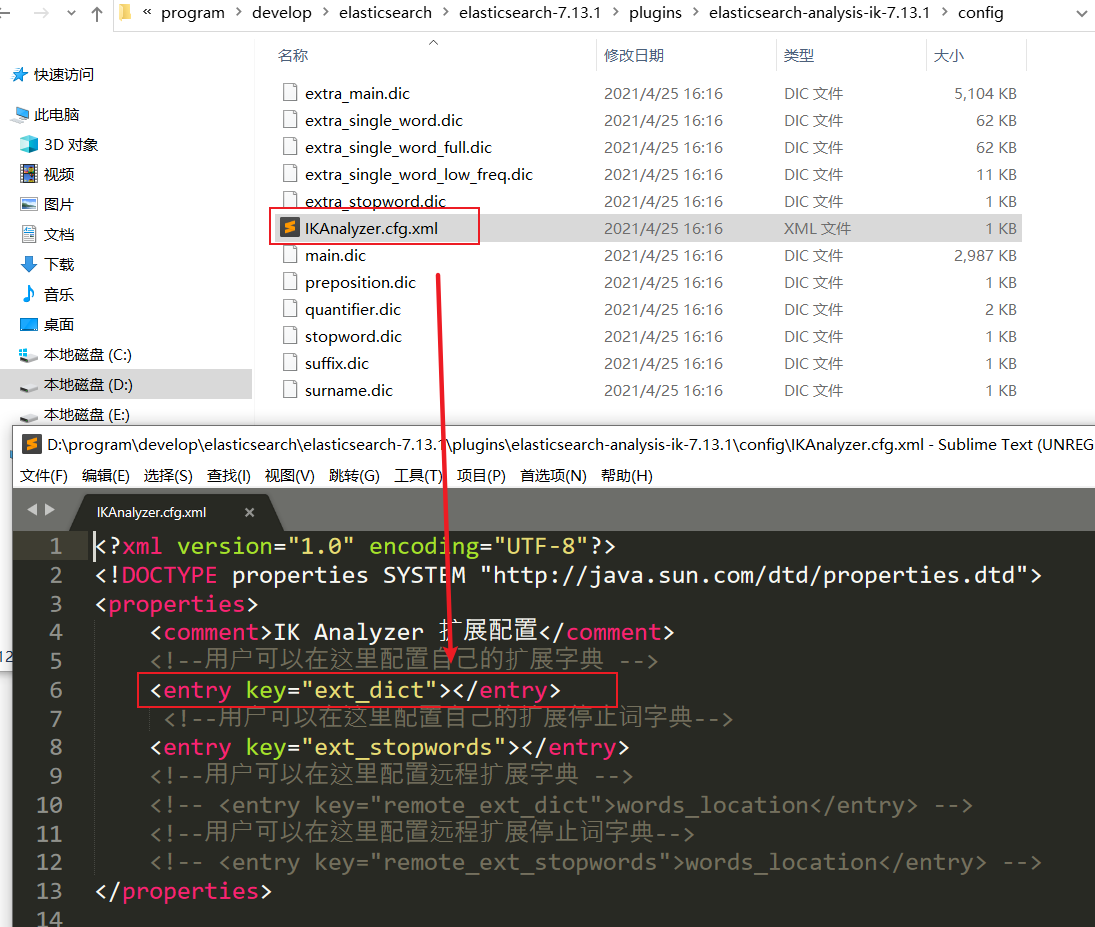 « program › develop › elasticsearch › elasticsearch-7.13.1 › plugins › elasticsearch-analysis-ik-7.13.1 › config
名称 修改日期 类型 大小
快速访问
此电脑
3D 对象
视频
图片
文档
下载
音乐
桌面
本地磁盘 (C:)
本地磁盘 (D:)
本地磁盘 (E:)
extra_main.dic 2021/4/25 16:16 DIC 文件 5,104 KB
extra_single_word.dic 2021/4/25 16:16 DIC 文件 62 KB
extra_single_word_full.dic 2021/4/25 16:16 DIC 文件 62 KB
extra_single_word_low_freq.dic 2021/4/25 16:16 DIC 文件 11 KB
extra_stopword.dic 2021/4/25 16:16 DIC 文件 1 KB
IKAnalyzer.cfg.xml 2021/4/25 16:16 XML 文件 1 KB
main.dic 2021/4/25 16:16 DIC 文件 2,987 KB
preposition.dic 2021/4/25 16:16 DIC 文件 1 KB
quantifier.dic 2021/4/25 16:16 DIC 文件 2 KB
stopword.dic 2021/4/25 16:16 DIC 文件 1 KB
suffix.dic 2021/4/25 16:16 DIC 文件 1 KB
surname.dic 2021/4/25 16:16 DIC 文件 1 KB
D:\program\develop\elasticsearch\elasticsearch-7.13.1\plugins\elasticsearch-analysis-ik-7.13.1\config\IKAnalyzer.cfg.xml - Sublime Text (UNREG
文件(F) 编辑(E) 选择(S) 查找(I) 视图(V) 跳转(G) 工具(T) 项目(P) 首选项(N) 帮助(H)
IKAnalyzer.cfg.xml ×
1 <?xml version="1.0" encoding="UTF-8"?>
2 <!DOCTYPE properties SYSTEM "http://java.sun.com/dtd/properties.dtd">
3 <properties>
4 <comment>IK Analyzer 扩展配置</comment>
5 <!--用户可以在这里配置自己的扩展字典 -->
6 <entry key="ext_dict"></entry>
7 <!--用户可以在这里配置自己的扩展停止词字典-->
8 <entry key="ext_stopwords"></entry>
9 <!--用户可以在这里配置远程扩展字典 -->
10 <!-- <entry key="remote_ext_dict">words_location</entry> -->
11 <!--用户可以在这里配置远程扩展停止词字典-->
12 <!-- <entry key="remote_ext_stopwords">words_location</entry> -->
13 </properties>
14
12